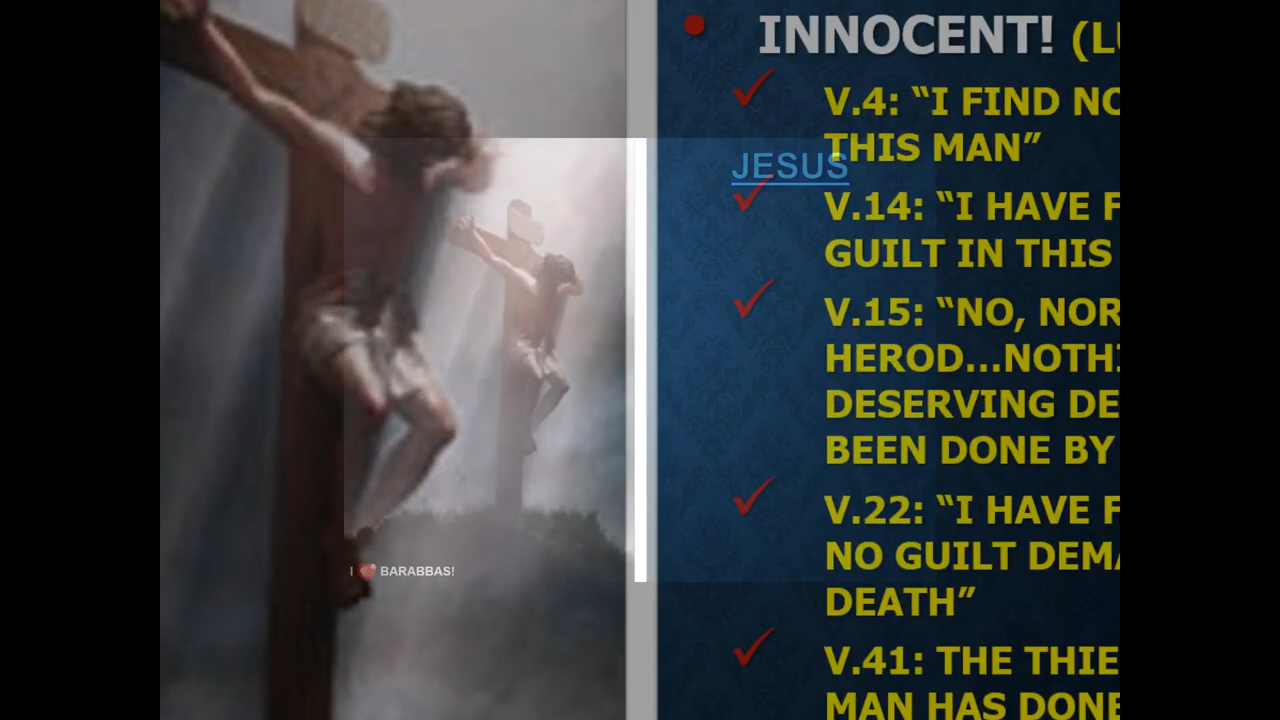 INNOCENT! (L
V.4: “I FIND NO
THIS MAN”
JESUS
V.14: “I HAVE F
GUILT IN THIS
V.15: “NO, NOR
HEROD...NOTH
DESERVING DE
BEEN DONE BY
V.22: “I HAVE F
NO GUILT DEM
DEATH”
I ❤ BARABBAS!
V.41: THE THIE
MAN HAS DONE